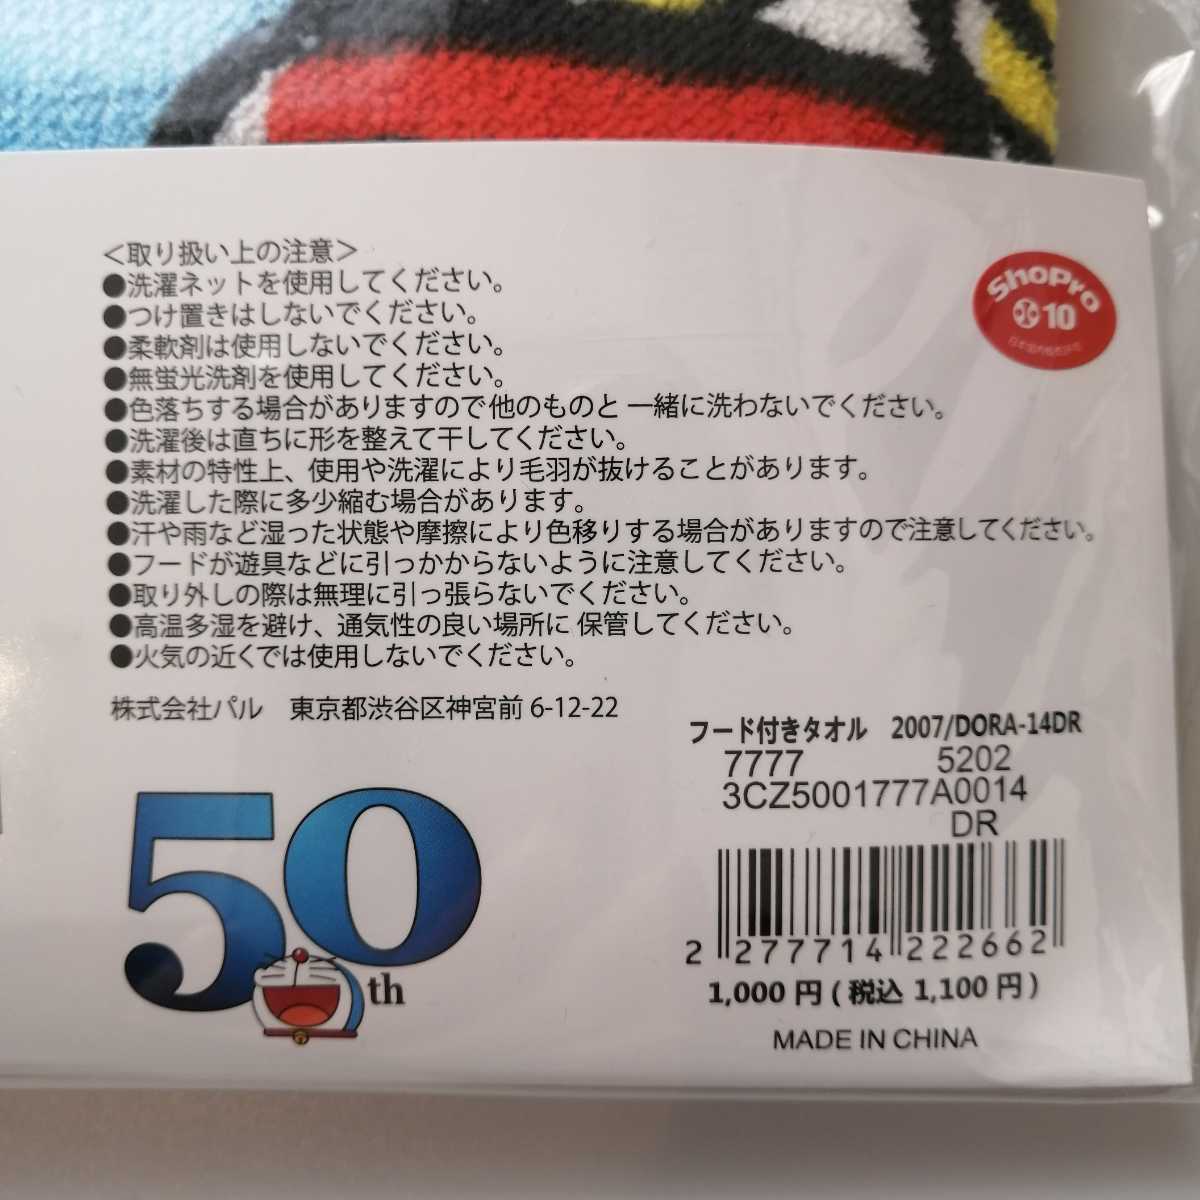 ＜取り扱い上の注意＞
●洗濯ネットを使用してください。
●つけ置きはしないでください。
●柔軟剤は使用しないでください。
●無蛍光洗剤を使用してください。
●色落ちする場合がありますので他のものと 一緒に洗わないでください。
●洗濯後は直ちに形を整えて干してください。
●素材の特性上、使用や洗濯により毛羽が抜けることがあります。
●洗濯した際に多少縮む場合があります。
●汗や雨など湿った状態や摩擦により色移りする場合がありますので注意してください。
●フードが遊具などに引っかからないように注意してください。
●取り外しの際は無理に引っ張らないでください。
●高温多湿を避け、通気性の良い場所に 保管してください。
●火気の近くでは使用しないでください。
株式会社パル　東京都渋谷区神宮前 6-12-22
ShoPro
10
フード付きタオル　2007/DORA-14DR
7777 5202
3CZ5001777A0014
DR
2 277714 222662
1,000 円 ( 税込 1,100 円 )
MADE IN CHINA
50th